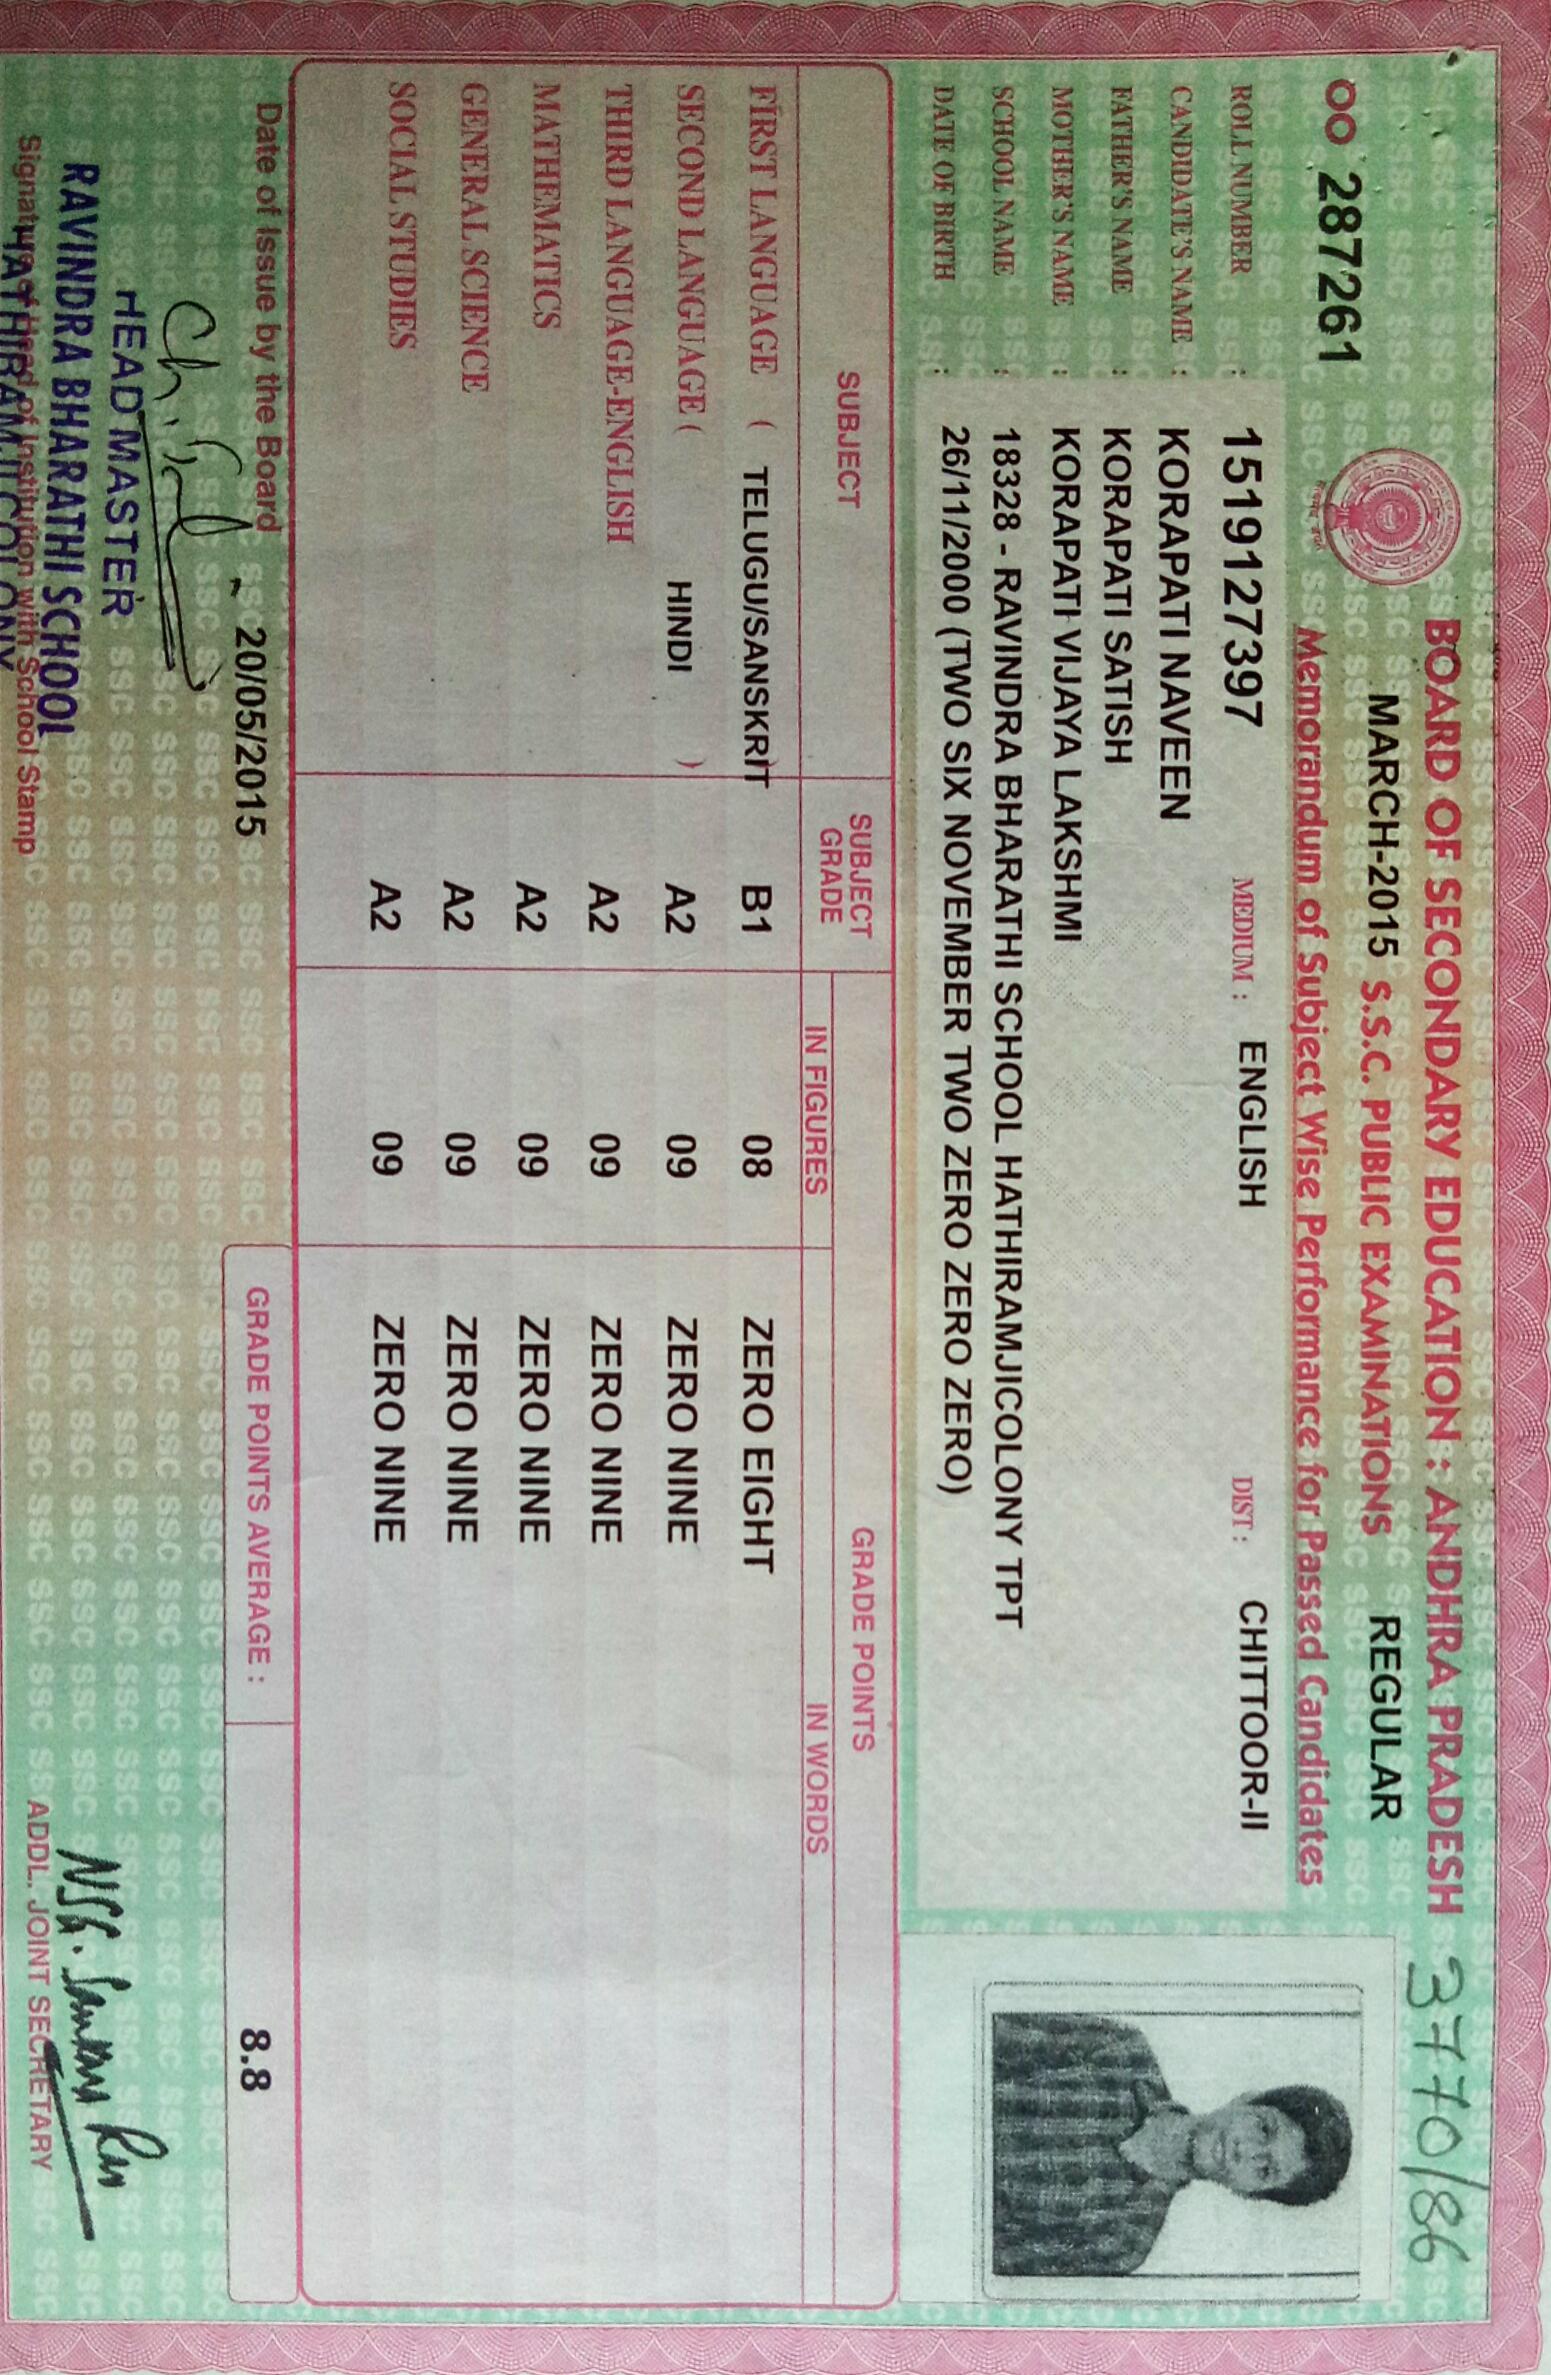 BOARD OF SECONDARY EDUCATION : ANDHRA PRADESH 3770/86
MARCH-2015 S.S.C. PUBLIC EXAMINATIONS REGULAR
OO 287261
Memorandum of Subject Wise Performance for Passed Candidates
ROLL NUMBER : 1519127397 MEDIUM : ENGLISH DIST : CHITTOOR-II
CANDIDATE'S NAME : KORAPATI NAVEEN
FATHER'S NAME : KORAPATI SATISH
MOTHER'S NAME : KORAPATI VIJAYA LAKSHMI
SCHOOL NAME : 18328 - RAVINDRA BHARATHI SCHOOL HATHIRAMJICOLONY TPT
DATE OF BIRTH : 26/11/2000 (TWO SIX NOVEMBER TWO ZERO ZERO ZERO)
SUBJECT SUBJECT GRADE GRADE POINTS
IN FIGURES IN WORDS
FIRST LANGUAGE ( TELUGU/SANSKRIT ) B1 08 ZERO EIGHT
SECOND LANGUAGE ( HINDI ) A2 09 ZERO NINE
THIRD LANGUAGE-ENGLISH A2 09 ZERO NINE
MATHEMATICS A2 09 ZERO NINE
GENERAL SCIENCE A2 09 ZERO NINE
SOCIAL STUDIES A2 09 ZERO NINE
Date of Issue by the Board 20/05/2015 GRADE POINTS AVERAGE : 8.8
HEAD MASTER
RAVINDRA BHARATHI SCHOOL
Signature of Head of Institution with School Stamp
HATHIRAMJI COLONY
NSG. Sankara Rao
ADDL. JOINT SECRETARY